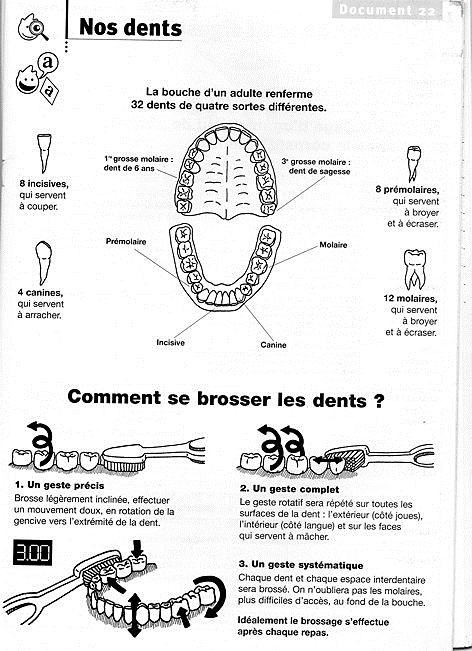 Document 22
Nos dents
a
a
La bouche d'un adulte renferme
32 dents de quatre sortes différentes.
1re grosse molaire :
dent de 6 ans
3e grosse molaire :
dent de sagesse
8 incisives,
qui servent
à couper.
8 prémolaires,
qui servent
à broyer
et à écraser.
Prémolaire
Molaire
4 canines,
qui servent
à arracher.
12 molaires,
qui servent
à broyer
et à écraser.
Incisive
Canine
Comment se brosser les dents ?
1. Un geste précis
Brosse légèrement inclinée, effectuer
un mouvement doux, en rotation de la
gencive vers l'extrémité de la dent.
2. Un geste complet
Le geste rotatif sera répété sur toutes les
surfaces de la dent : l'extérieur (côté joues),
l'intérieur (côté langue) et sur les faces
qui servent à mâcher.
3.00
3. Un geste systématique
Chaque dent et chaque espace interdentaire
sera brossé. On n'oubliera pas les molaires,
plus difficiles d'accès, au fond de la bouche.
Idéalement le brossage s'effectue
après chaque repas.